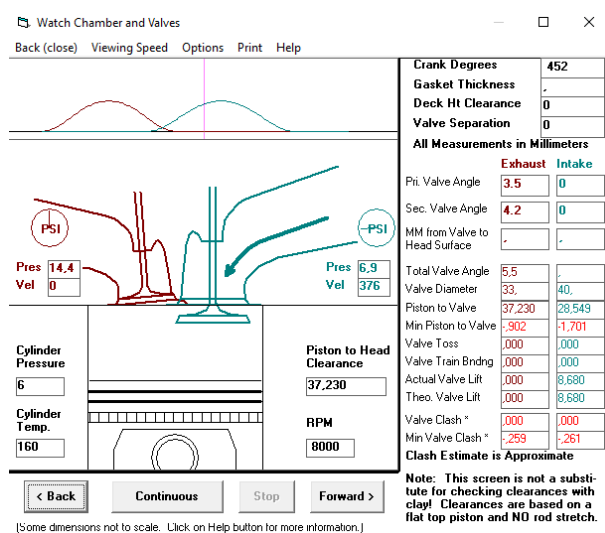 Watch Chamber and Valves
Back (close) Viewing Speed Options Print Help
Crank Degrees 452
Gasket Thickness ,
Deck Ht Clearance 0
Valve Separation 0
All Measurements in Millimeters
Exhaust Intake
Pri. Valve Angle 3.5 0
Sec. Valve Angle 4.2 0
MM from Valve to
Head Surface , ,
Total Valve Angle 5,5 ,
Valve Diameter 33, 40,
Piston to Valve 37,230 28,549
Min Piston to Valve -,902 -1,701
Valve Toss ,000 ,000
Valve Train Bndng ,000 ,000
Actual Valve Lift ,000 8,680
Theo. Valve Lift ,000 8,680
Valve Clash * ,000 ,000
Min Valve Clash * -,259 -,261
Clash Estimate is Approximate
Note: This screen is not a substi-
tute for checking clearances with
clay! Clearances are based on a
flat top piston and NO rod stretch.
PSI
Pres 14,4
Vel 0
-PSI
Pres 6,9
Vel 376
Cylinder
Pressure
6
Cylinder
Temp.
160
Piston to Head
Clearance
37,230
RPM
8000
< Back Continuous Stop Forward >
(Some dimensions not to scale. Click on Help button for more information.)